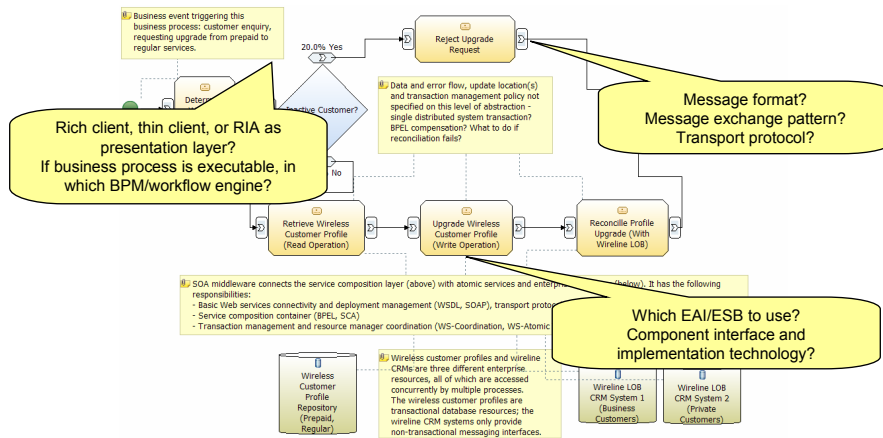 Business event triggering this
business process: customer enquiry,
requesting upgrade from prepaid to
regular services.
20.0% Yes
Reject Upgrade
Request
Inactive Customer?
No
Data and error flow, update location(s)
and transaction management policy
not specified on this level of abstraction -
single distributed system transaction?
BPEL compensation? What to do if
reconciliation fails?
Message format?
Message exchange pattern?
Transport protocol?
Rich client, thin client, or RIA as
presentation layer?
If business process is executable, in
which BPM/workflow engine?
Retrieve Wireless
Customer Profile
(Read Operation)
Upgrade Wireless
Customer Profile
(Write Operation)
Reconcille Profile
Upgrade (With
Wireline LOB)
SOA middleware connects the service composition layer (above) with atomic services and (below). It has the following
responsibilities:
- Basic Web services connectivity and deployment management (WSDL, SOAP), transport
- Service composition container (BPEL, SCA)
- Transaction management and resource manager coordination (WS-Coordination, WS-Atomic
Which EAI/ESB to use?
Component interface and
implementation technology?
Wireless
Customer
Profile
Repository
(Prepaid,
Regular)
Wireless customer profiles and wireline
CRMs are three different enterprise
resources, all of which are accessed
concurrently by multiple processes.
The wireless customer profiles are
transactional database resources; the
wireline CRM systems only provide
non-transactional messaging interfaces.
Wireline LOB
CRM System 1
(Business
Customers)
Wireline LOB
CRM System 2
(Private
Customers)